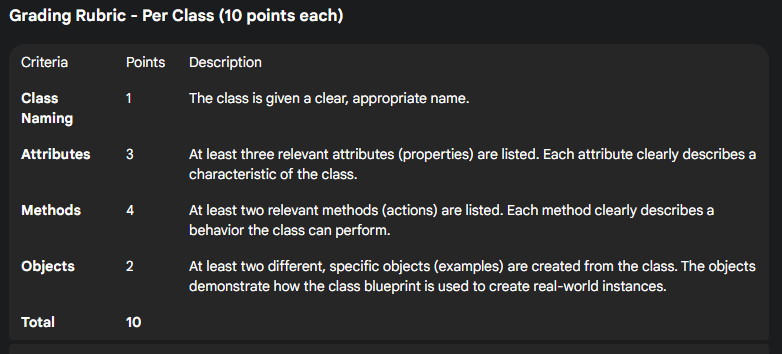 Grading Rubric - Per Class (10 points each)
Criteria Points Description
Class Naming 1 The class is given a clear, appropriate name.
Attributes 3 At least three relevant attributes (properties) are listed. Each attribute clearly describes a
characteristic of the class.
Methods 4 At least two relevant methods (actions) are listed. Each method clearly describes a
behavior the class can perform.
Objects 2 At least two different, specific objects (examples) are created from the class. The objects
demonstrate how the class blueprint is used to create real-world instances.
Total 10